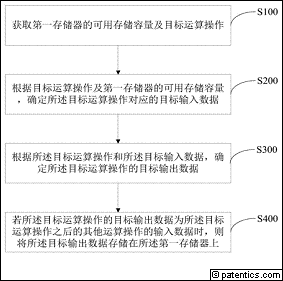 获取第一存储器的可用存储容量及目标运算操作
S100
根据目标运算操作及第一存储器的可用存储容量
，确定所述目标运算操作对应的目标输入数据
S200
根据所述目标运算操作和所述目标输入数据，确
定所述目标运算操作的目标输出数据
S300
若所述目标运算操作的目标输出数据为所述目标
运算操作之后的其他运算操作的输入数据时，则
将所述目标输出数据存储在所述第一存储器上
S400
© patentics.com